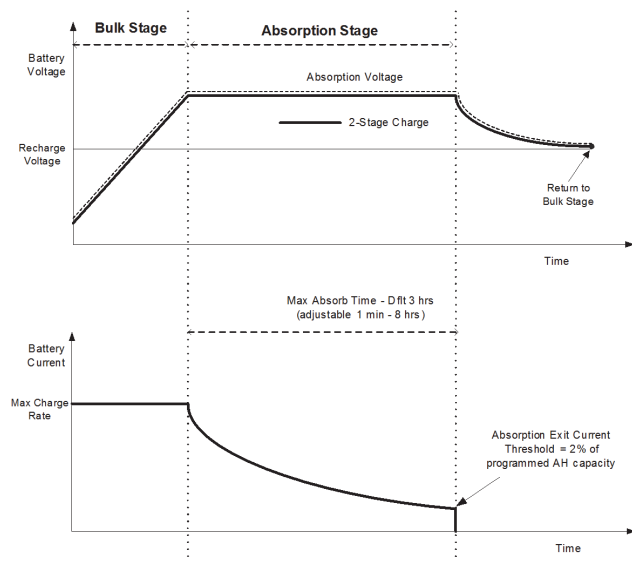 Bulk Stage
Absorption Stage
Battery
Voltage
Absorption Voltage
2-Stage Charge
Recharge
Voltage
Return to
Bulk Stage
Time
Max Absorb Time - Dflt 3 hrs
(adjustable 1 min - 8 hrs)
Battery
Current
Max Charge
Rate
Absorption Exit Current
Threshold = 2% of
programmed AH capacity
Time